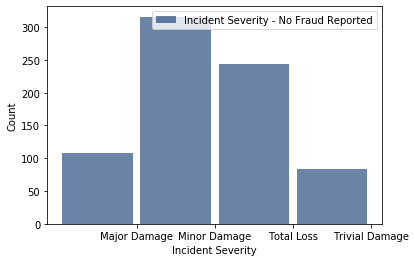 Incident Severity - No Fraud Reported
300
250
200
150
100
50
0
Count
Major Damage Minor Damage Total Loss Trivial Damage
Incident Severity